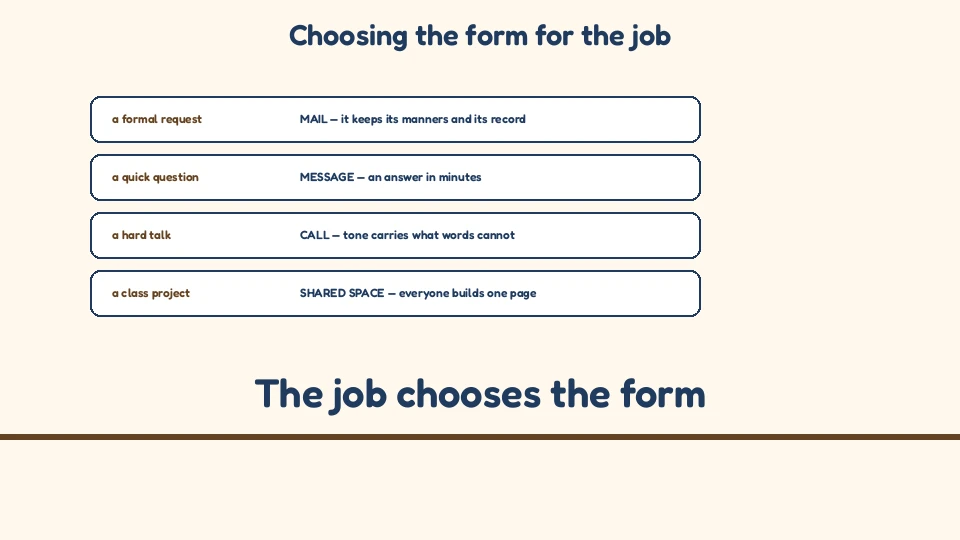 Choosing the form for the job
a formal request MAIL – it keeps its manners and its record
a quick question MESSAGE – an answer in minutes
a hard talk CALL – tone carries what words cannot
a class project SHARED SPACE – everyone builds one page
The job chooses the form